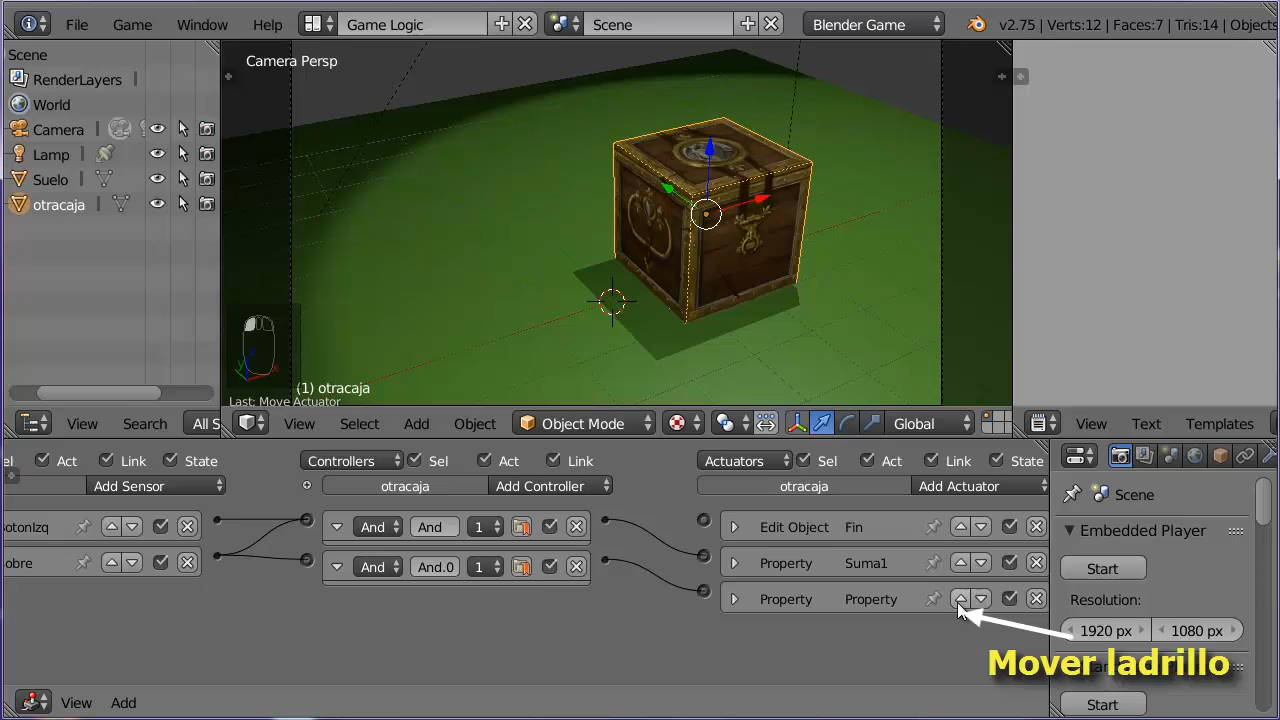 File Game Window Help Game Logic Scene Blender Game v2.75 | Verts:12 | Faces:7 | Tris:14 | Objects
Scene
RenderLayers
World
Camera
Lamp
Suelo
otracaja
Camera Persp
(1) otracaja
Last: Move Actuator
View Search All S View Select Add Object Object Mode Global View Text Templates
el Act Link State Controllers Sel Act Link Actuators Sel Act Link State
Add Sensor otracaja Add Controller otracaja Add Actuator
BotonIzq And And 1 Edit Object Fin
obre And And.0 1 Property Suma1
Property Property
Scene
Embedded Player
Start
Resolution:
1920 px 1080 px
Mover ladrillo
Start
View Add